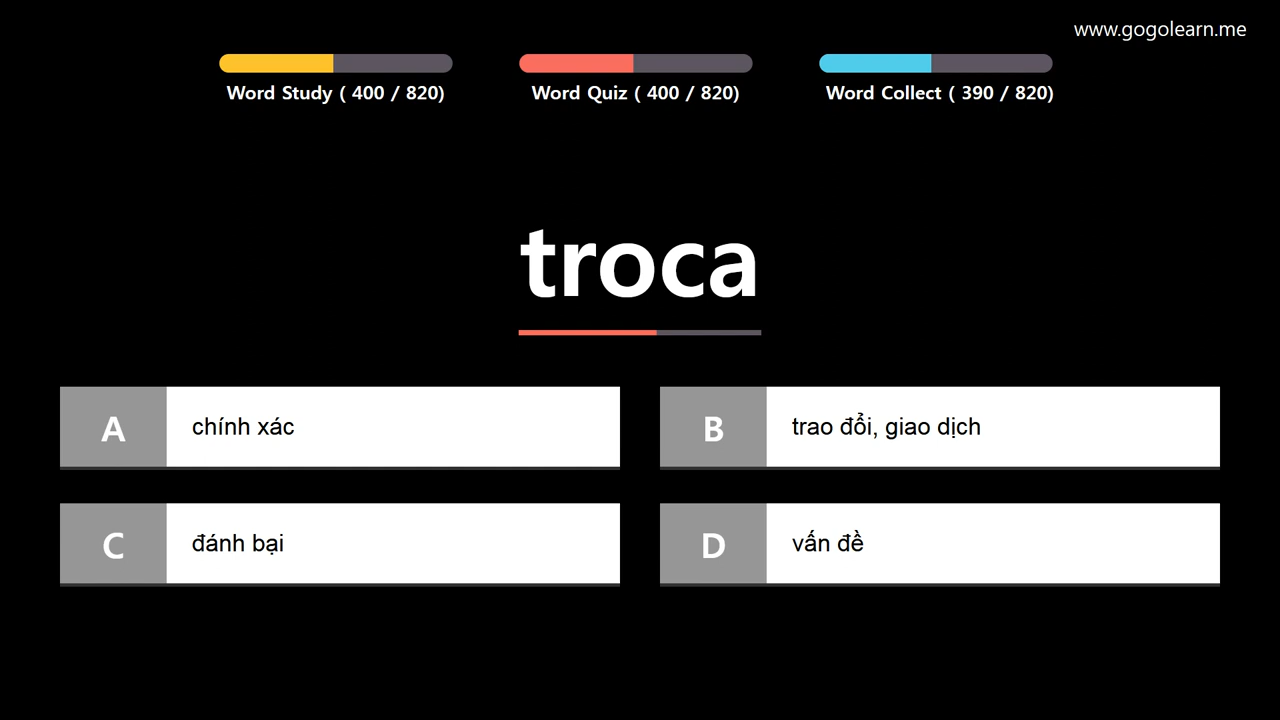 www.gogolearn.me
Word Study ( 400 / 820)
Word Quiz ( 400 / 820)
Word Collect ( 390 / 820)
troca
A chính xác
B trao đổi, giao dịch
C đánh bại
D vấn đề